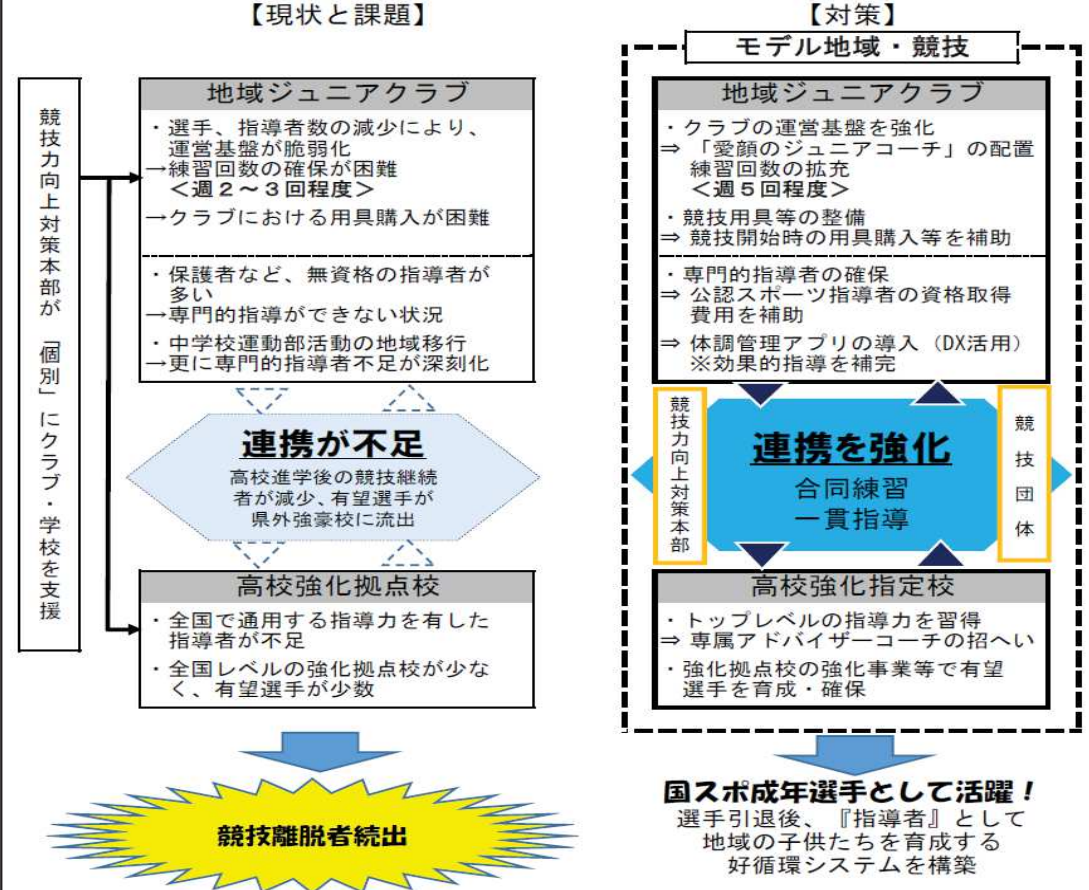 【現状と課題】
競技力向上対策本部が「個別」にクラブ・学校を支援
地域ジュニアクラブ
・選手、指導者数の減少により、
運営基盤が脆弱化
→練習回数の確保が困難
＜週２～３回程度＞
→クラブにおける用具購入が困難
・保護者など、無資格の指導者が
多い
→専門的指導ができない状況
・中学校運動部活動の地域移行
→更に専門的指導者不足が深刻化
連携が不足
高校進学後の競技継続
者が減少、有望選手が
県外強豪校に流出
高校強化拠点校
・全国で通用する指導力を有した
指導者が不足
・全国レベルの強化拠点校が少な
く、有望選手が少数
競技離脱者続出
【対策】
モデル地域・競技
地域ジュニアクラブ
・クラブの運営基盤を強化
⇒ 「愛顔のジュニアコーチ」の配置
練習回数の拡充
＜週５回程度＞
・競技用具等の整備
⇒ 競技開始時の用具購入等を補助
・専門的指導者の確保
⇒ 公認スポーツ指導者の資格取得
費用を補助
⇒ 体調管理アプリの導入（DX活用）
※効果的指導を補完
競技力向上対策本部
連携を強化
合同練習
一貫指導
競技団体
高校強化指定校
・トップレベルの指導力を習得
⇒ 専属アドバイザーコーチの招へい
・強化拠点校の強化事業等で有望
選手を育成・確保
国スポ成年選手として活躍！
選手引退後、『指導者』として
地域の子供たちを育成する
好循環システムを構築